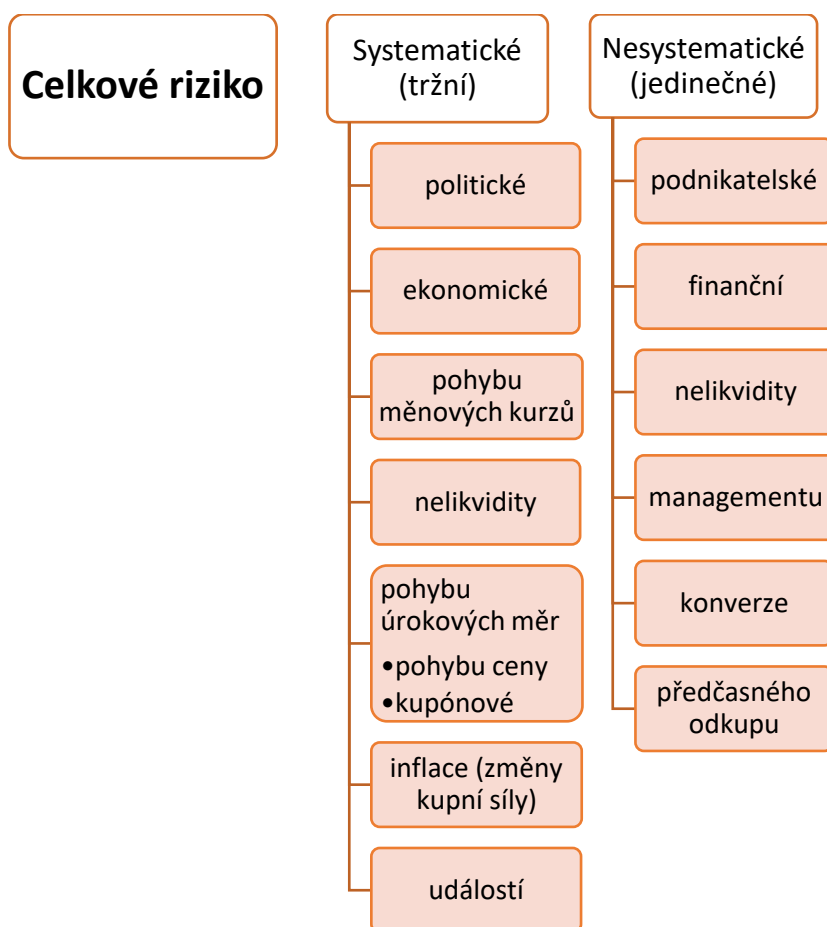 Celkové riziko
Systematické
(tržní)
politické
ekonomické
pohybu
měnových kurzů
nelikvidity
pohybu
úrokových měr
•pohybu ceny
•kupónové
inflace (změny
kupní síly)
událostí
Nesystematické
(jedinečné)
podnikatelské
finanční
nelikvidity
managementu
konverze
předčasného
odkupu